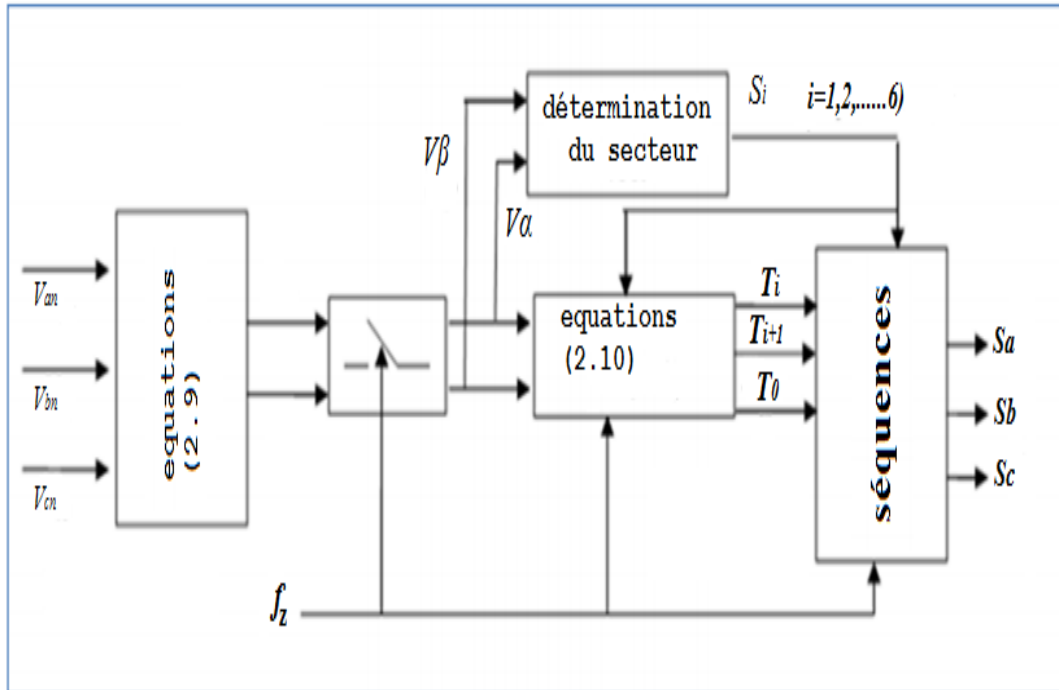 Si i=1,2,......6)
détermination
du secteur
Vβ
Vα
Van
Vbn
Vcn
equations
(2.9)
equations
(2.10)
Ti
Ti+1
T0
séquences
Sa
Sb
Sc
fz